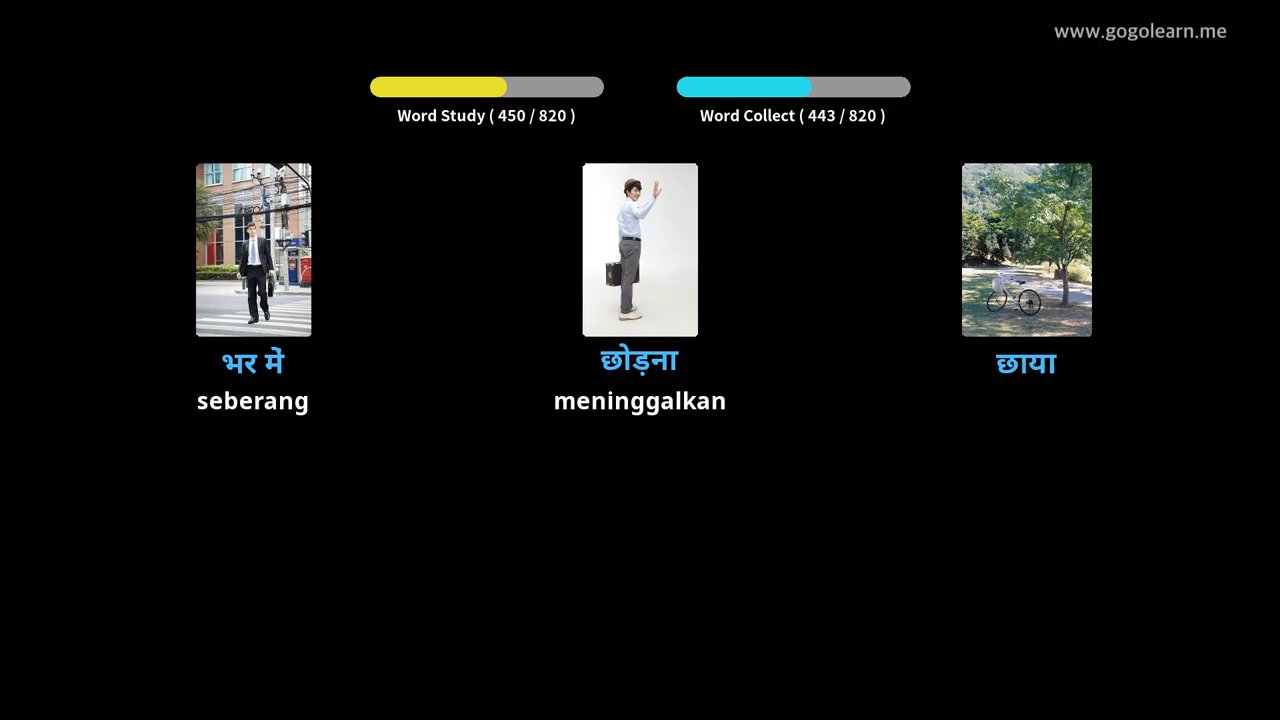 www.gogolearn.me
Word Study ( 450 / 820 )
Word Collect ( 443 / 820 )
भर में
छोड़ना
छाया
seberang
meninggalkan